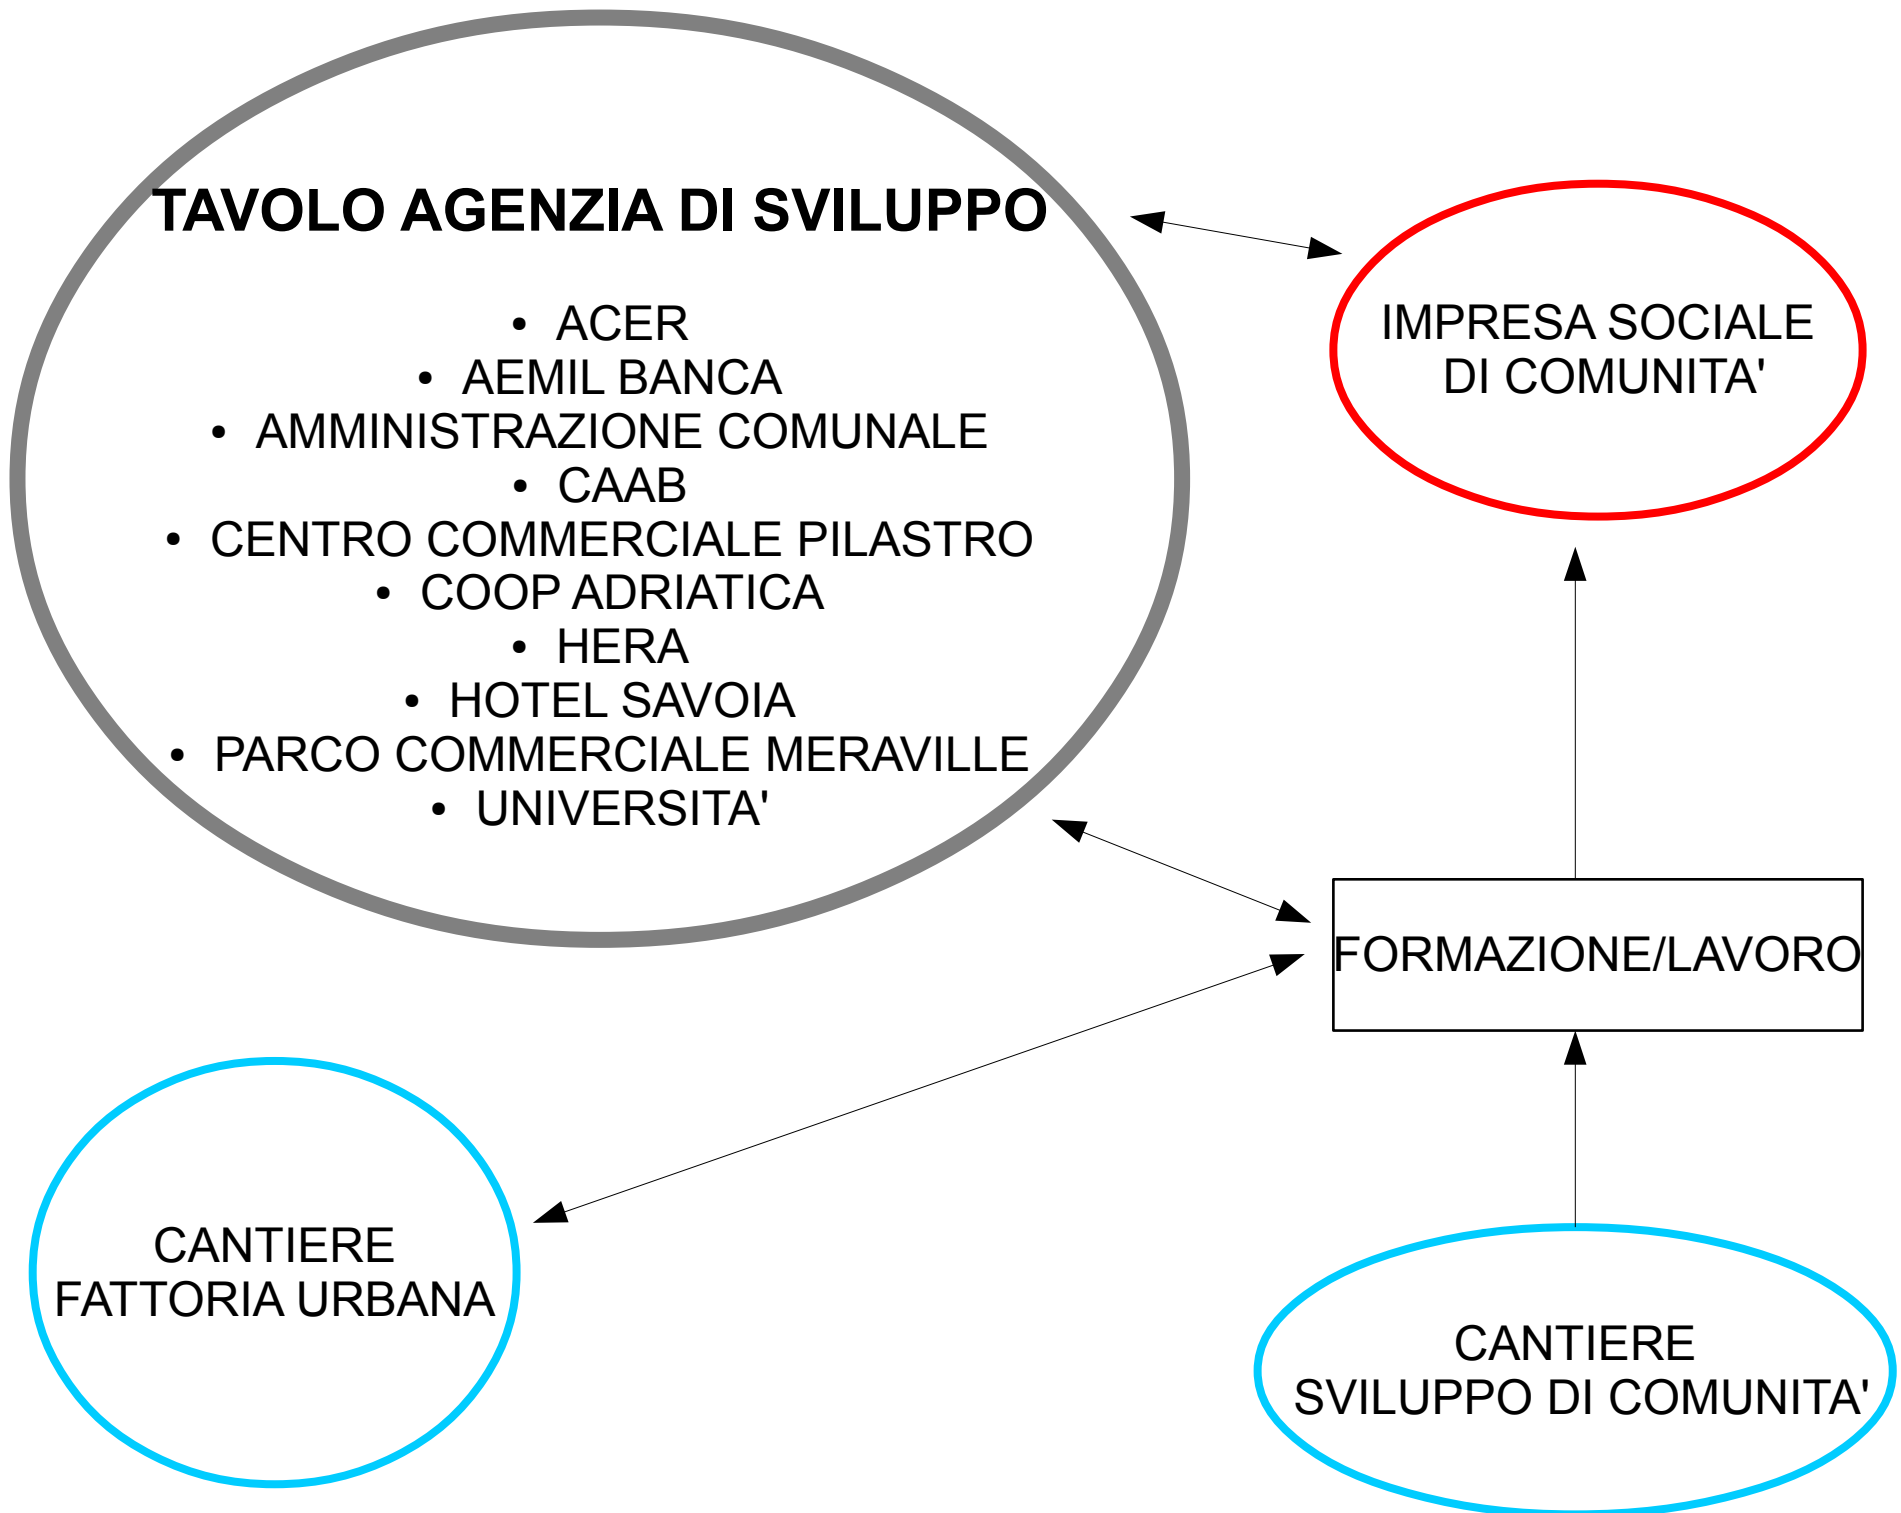 TAVOLO AGENZIA DI SVILUPPO
• ACER
• AEMIL BANCA
• AMMINISTRAZIONE COMUNALE
• CAAB
• CENTRO COMMERCIALE PILASTRO
• COOP ADRIATICA
• HERA
• HOTEL SAVOIA
• PARCO COMMERCIALE MERAVILLE
• UNIVERSITA'
IMPRESA SOCIALE
DI COMUNITA'
FORMAZIONE/LAVORO
CANTIERE
FATTORIA URBANA
CANTIERE
SVILUPPO DI COMUNITA'